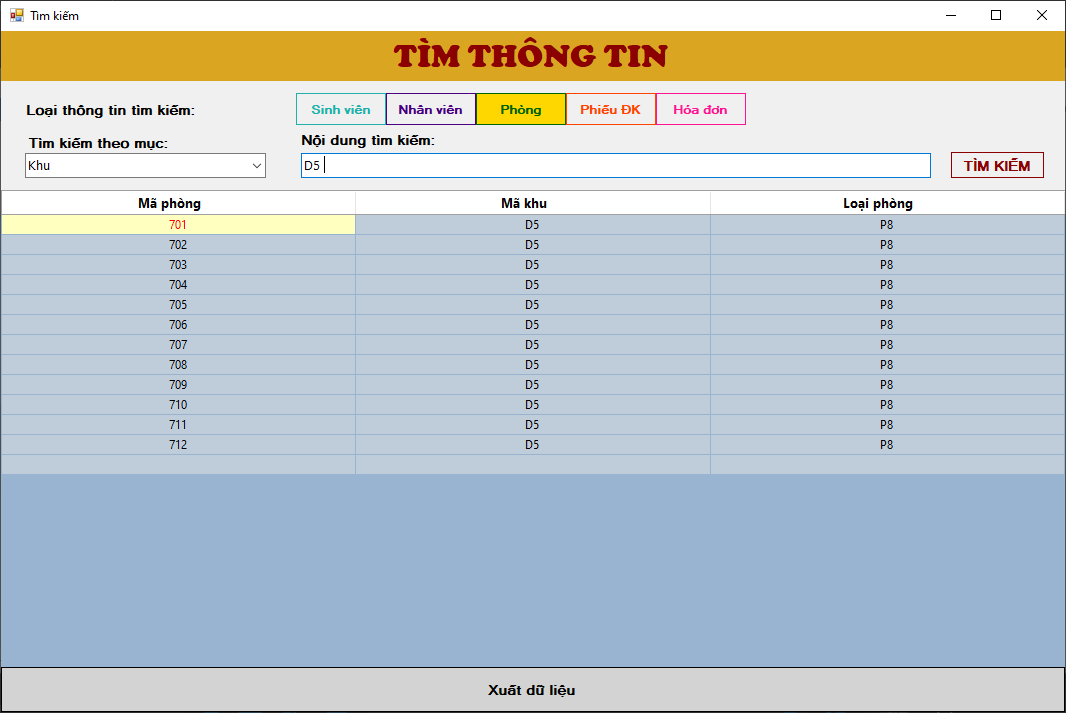 Tìm kiếm
TÌM THÔNG TIN
Loại thông tin tìm kiếm: Sinh viên Nhân viên Phòng Phiếu ĐK Hóa đơn
Tìm kiếm theo mục: Nội dung tìm kiếm:
Khu D5 TÌM KIẾM
Mã phòng Mã khu Loại phòng
701 D5 P8
702 D5 P8
703 D5 P8
704 D5 P8
705 D5 P8
706 D5 P8
707 D5 P8
708 D5 P8
709 D5 P8
710 D5 P8
711 D5 P8
712 D5 P8
Xuất dữ liệu